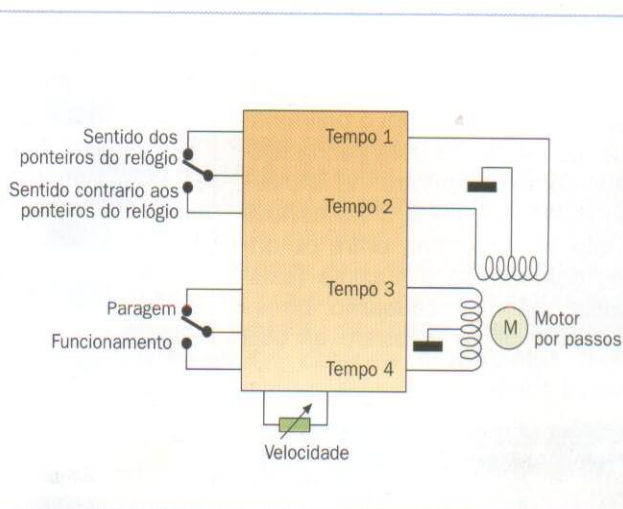 Sentido dos
ponteiros do relógio
Sentido contrario aos
ponteiros do relógio
Paragem
Funcionamento
Tempo 1
Tempo 2
Tempo 3
Tempo 4
M
Motor
por passos
Velocidade